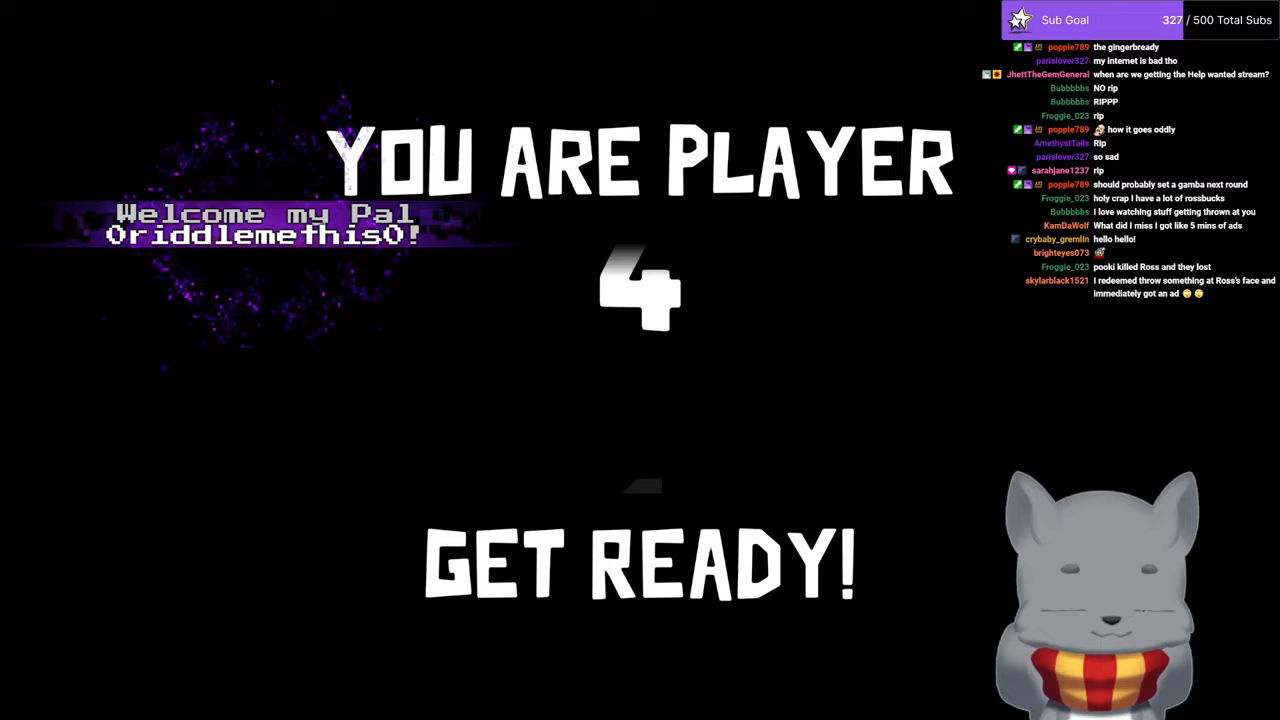 Sub Goal 327 / 500 Total Subs
popple789 the gingerbready
parislover327 my internet is bad tho
JhettTheGemGeneral when are we getting the Help wanted stream?
Bubbbbbs NO rip
Bubbbbbs RIPPP
Froggie_023 rip
popple789 how it goes oddly
AmethystTails Rip
parislover327 so sad
sarahjane1237 rip
popple789 should probably set a gamba next round
Froggie_023 holy crap I have a lot of rossbucks
Bubbbbbs I love watching stuff getting thrown at you
KamDaWolf What did I miss I got like 5 mins of ads
crybaby_gremlin hello hello!
brighteyes073
Froggie_023 pooki killed Ross and they lost
skylarblack1521 I redeemed throw something at Ross's face and
immediately got an ad
YOU ARE PLAYER
Welcome my Pal
0riddlemethis0!
4
GET READY!